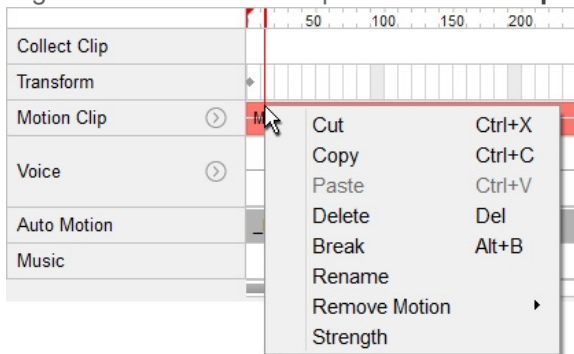 50 100 150 200
Collect Clip
Transform
Motion Clip M
Voice
Auto Motion
Music
Cut Ctrl+X
Copy Ctrl+C
Paste Ctrl+V
Delete Del
Break Alt+B
Rename
Remove Motion
Strength